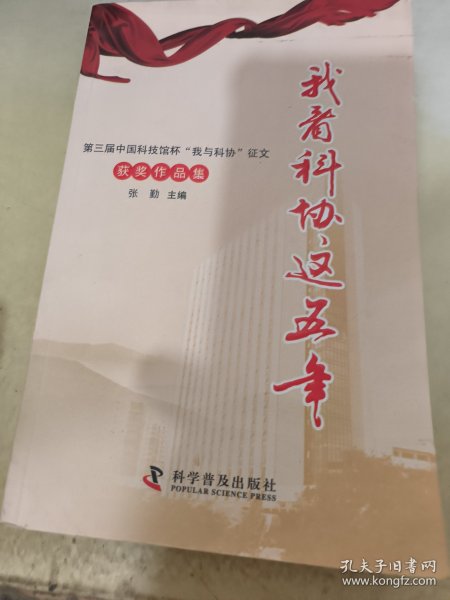 我看科协这五年
第三届中国科技馆杯“我与科协”征文
获奖作品集
张 勤 主编
科学普及出版社
POPULAR SCIENCE PRESS
孔夫子旧书网
www.kongfz.com